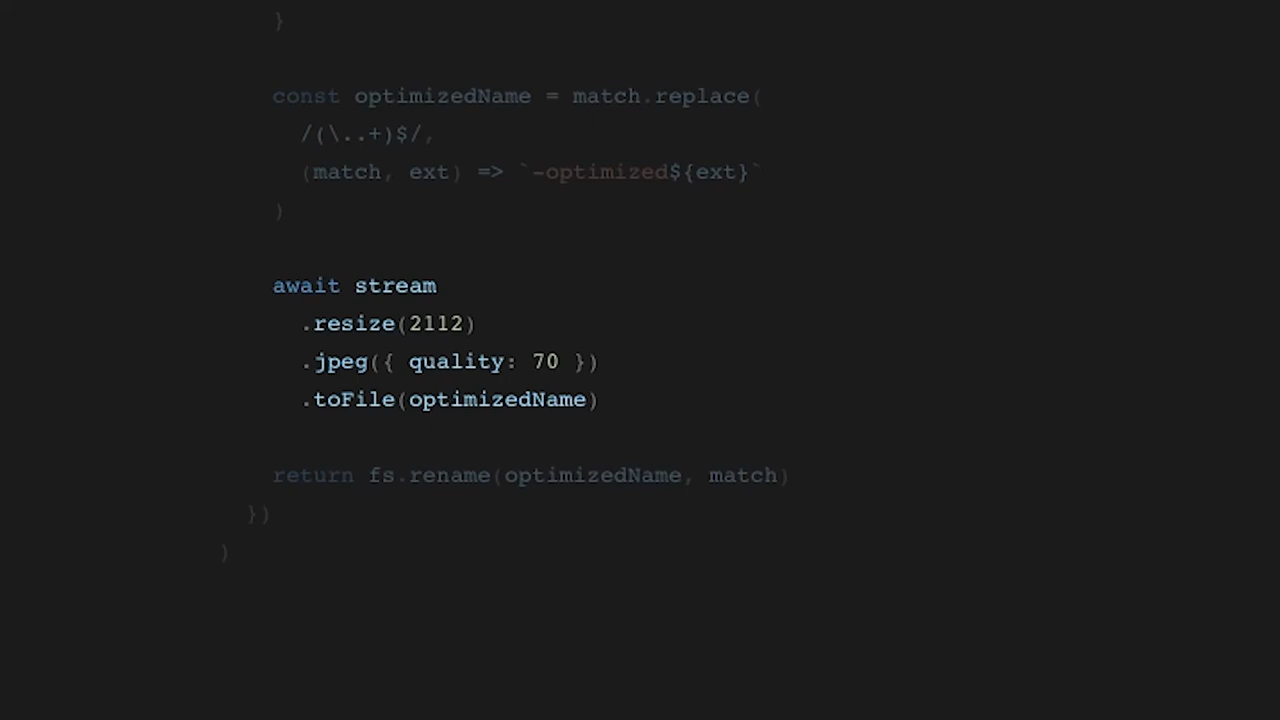 }
const optimizedName = match.replace(
/(\..+)$/,
(match, ext) => `-optimized${ext}`
)
await stream
.resize(2112)
.jpeg({ quality: 70 })
.toFile(optimizedName)
return fs.rename(optimizedName, match)
})
)